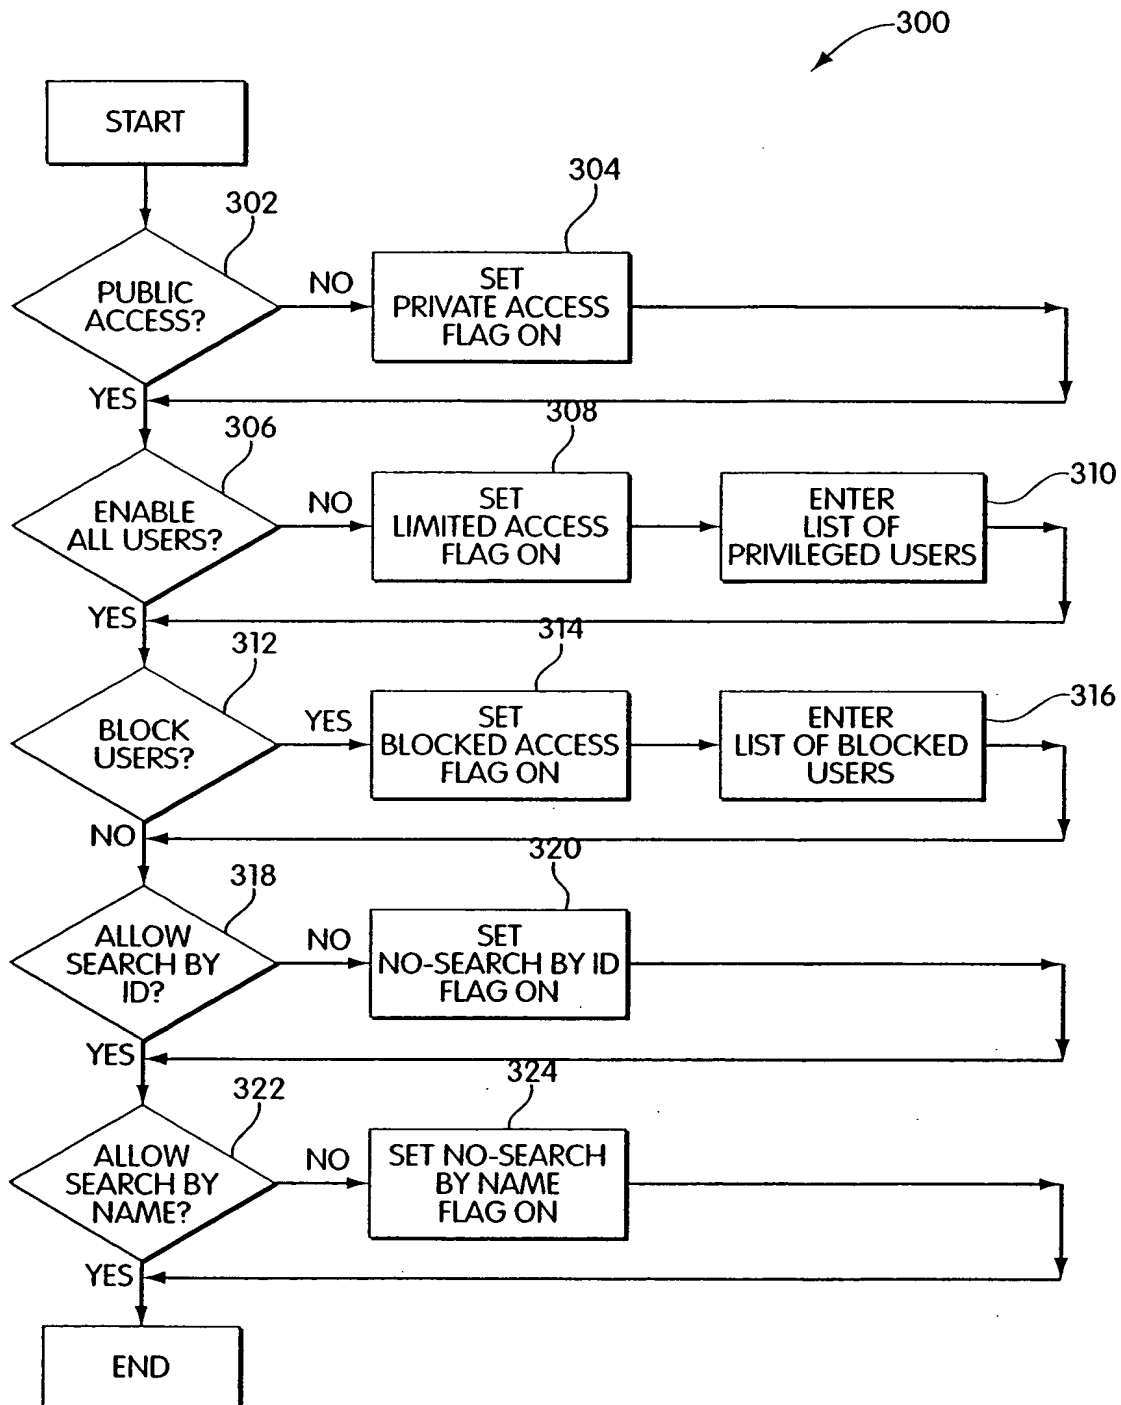 300
START
302
304
PUBLIC
ACCESS?
NO
SET
PRIVATE ACCESS
FLAG ON
YES
306
308
310
ENABLE
ALL USERS?
NO
SET
LIMITED ACCESS
FLAG ON
ENTER
LIST OF
PRIVILEGED USERS
YES
312
314
316
BLOCK
USERS?
YES
SET
BLOCKED ACCESS
FLAG ON
ENTER
LIST OF BLOCKED
USERS
NO
318
320
ALLOW
SEARCH BY
ID?
NO
SET
NO-SEARCH BY ID
FLAG ON
YES
322
324
ALLOW
SEARCH BY
NAME?
NO
SET NO-SEARCH
BY NAME
FLAG ON
YES
END